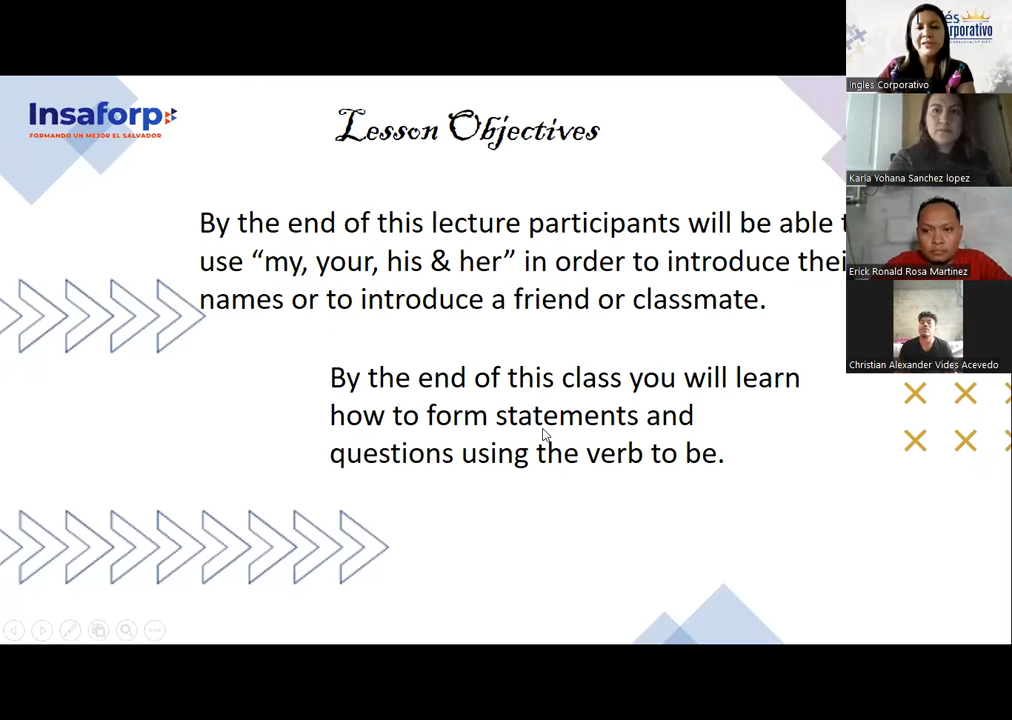 Insaforp
FORMANDO UN MEJOR EL SALVADOR
Lesson Objectives
By the end of this lecture participants will be able
use “my, your, his & her” in order to introduce thei
names or to introduce a friend or classmate.
By the end of this class you will learn
how to form statements and
questions using the verb to be.
Ingles Corporativo
Karla Yohana Sanchez lopez
Erick Ronald Rosa Martinez
Christian Alexander Vides Acevedo